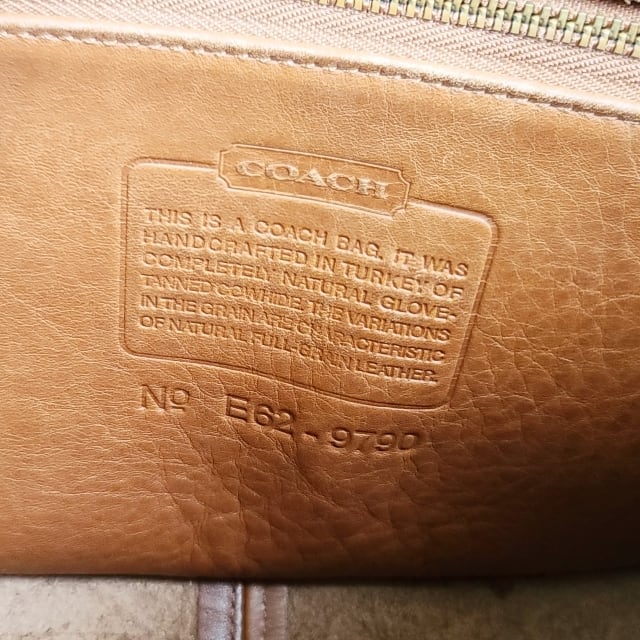 COACH
THIS IS A COACH BAG. IT WAS
HANDCRAFTED IN TURKEY OF
COMPLETELY NATURAL GLOVE-
TANNED COWHIDE. THE VARIATIONS
IN THE GRAIN ARE CHARACTERISTIC
OF NATURAL FULL-GRAIN LEATHER.
No E62-9790